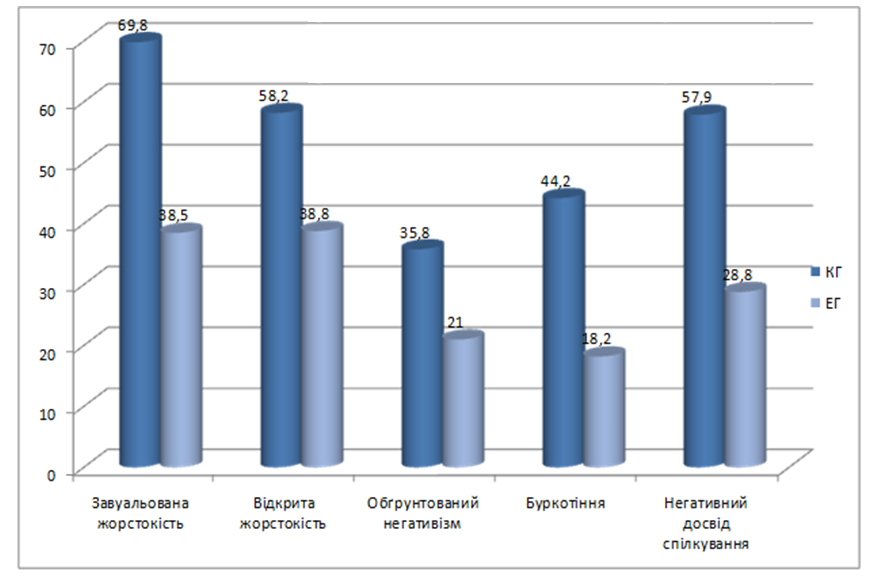 69,8
70
58,2
57,9
60
50
44,2
38,5
38,8
40
35,8
28,8
КГ
30
21
ЕГ
18,2
20
10
0
Завуальована
жорстокість
Відкрита
жорстокість
Обгрунтований
негативізм
Буркотіння
Негативний
досвід
спілкування